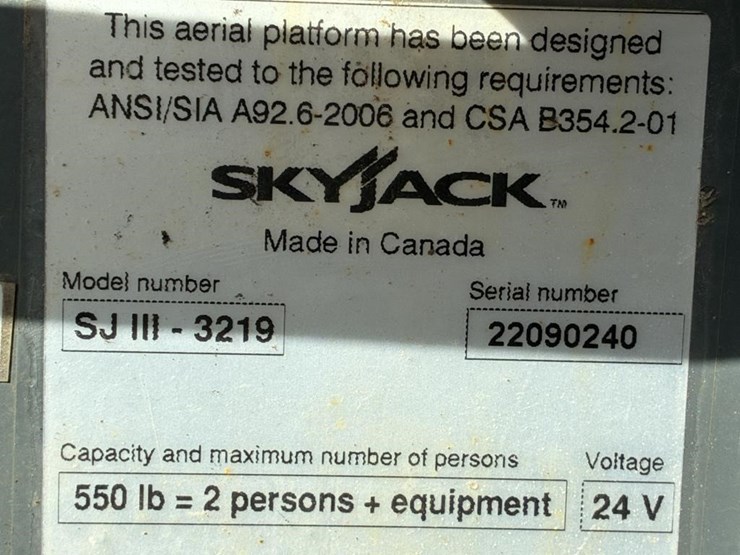 This aerial platform has been designed
and tested to the following requirements:
ANSI/SIA A92.6-2006 and CSA B354.2-01
SKYJACK™
Made in Canada
Model number
Serial number
SJ III - 3219
22090240
Capacity and maximum number of persons
Voltage
550 lb = 2 persons + equipment
24 V